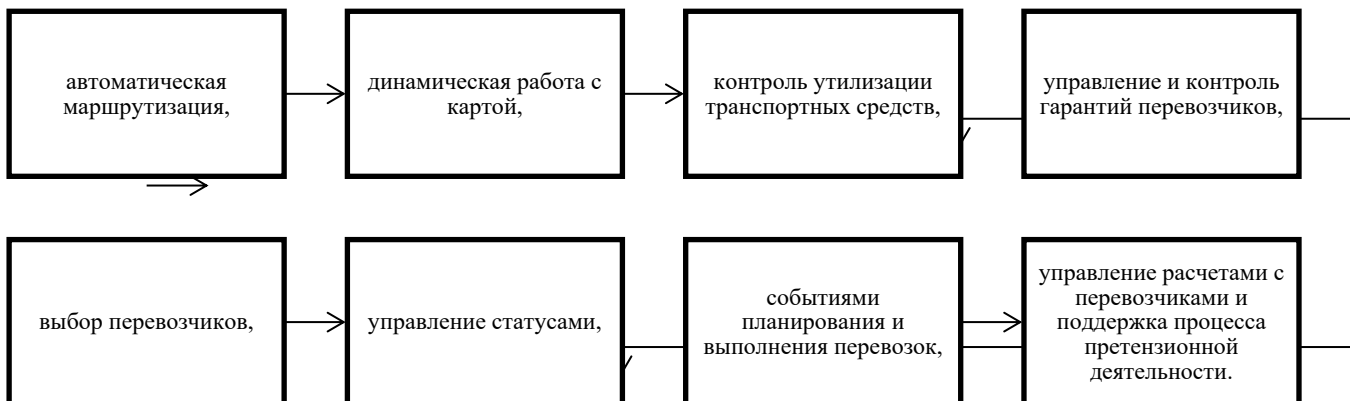 автоматическая
маршрутизация,
динамическая работа с
картой,
контроль утилизации
транспортных средств,
управление и контроль
гарантий перевозчиков,
выбор перевозчиков,
управление статусами,
событиями
планирования и
выполнения перевозок,
управление расчетами с
перевозчиками и
поддержка процесса
претензионной
деятельности.